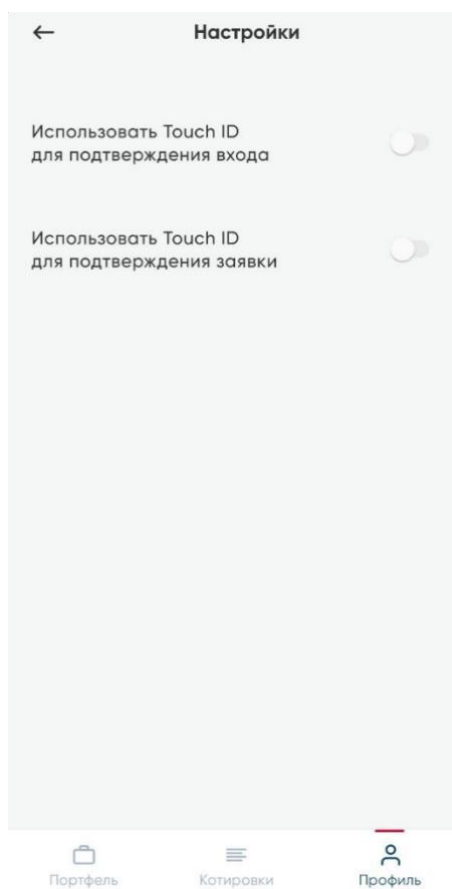 Настройки
Использовать Touch ID
для подтверждения входа
Использовать Touch ID
для подтверждения заявки
Портфель
Котировки
Профиль